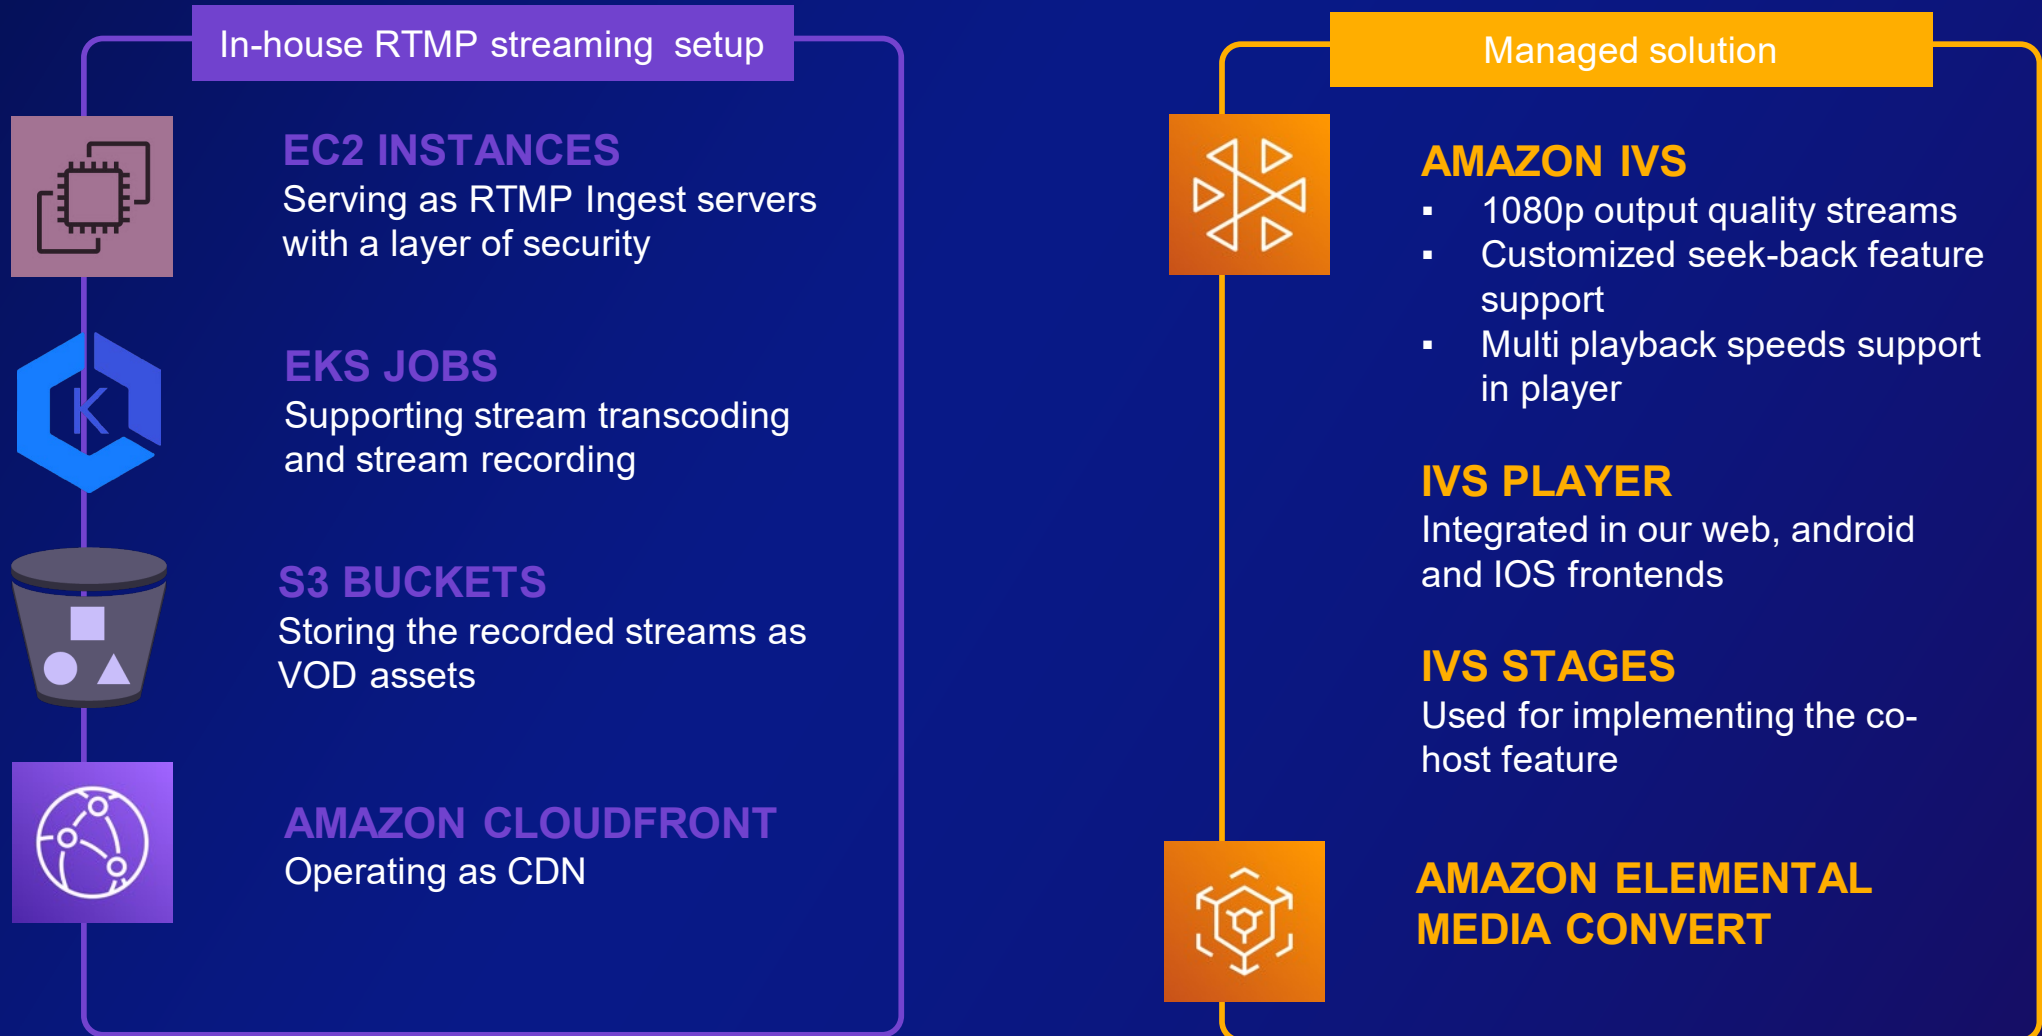 In-house RTMP streaming setup
EC2 INSTANCES
Serving as RTMP Ingest servers
with a layer of security
K
EKS JOBS
Supporting stream transcoding
and stream recording
S3 BUCKETS
Storing the recorded streams as
VOD assets
AMAZON CLOUDFRONT
Operating as CDN
Managed solution
AMAZON IVS
▪ 1080p output quality streams
▪ Customized seek-back feature
support
▪ Multi playback speeds support
in player
IVS PLAYER
Integrated in our web, android
and IOS frontends
IVS STAGES
Used for implementing the co-
host feature
AMAZON ELEMENTAL
MEDIA CONVERT